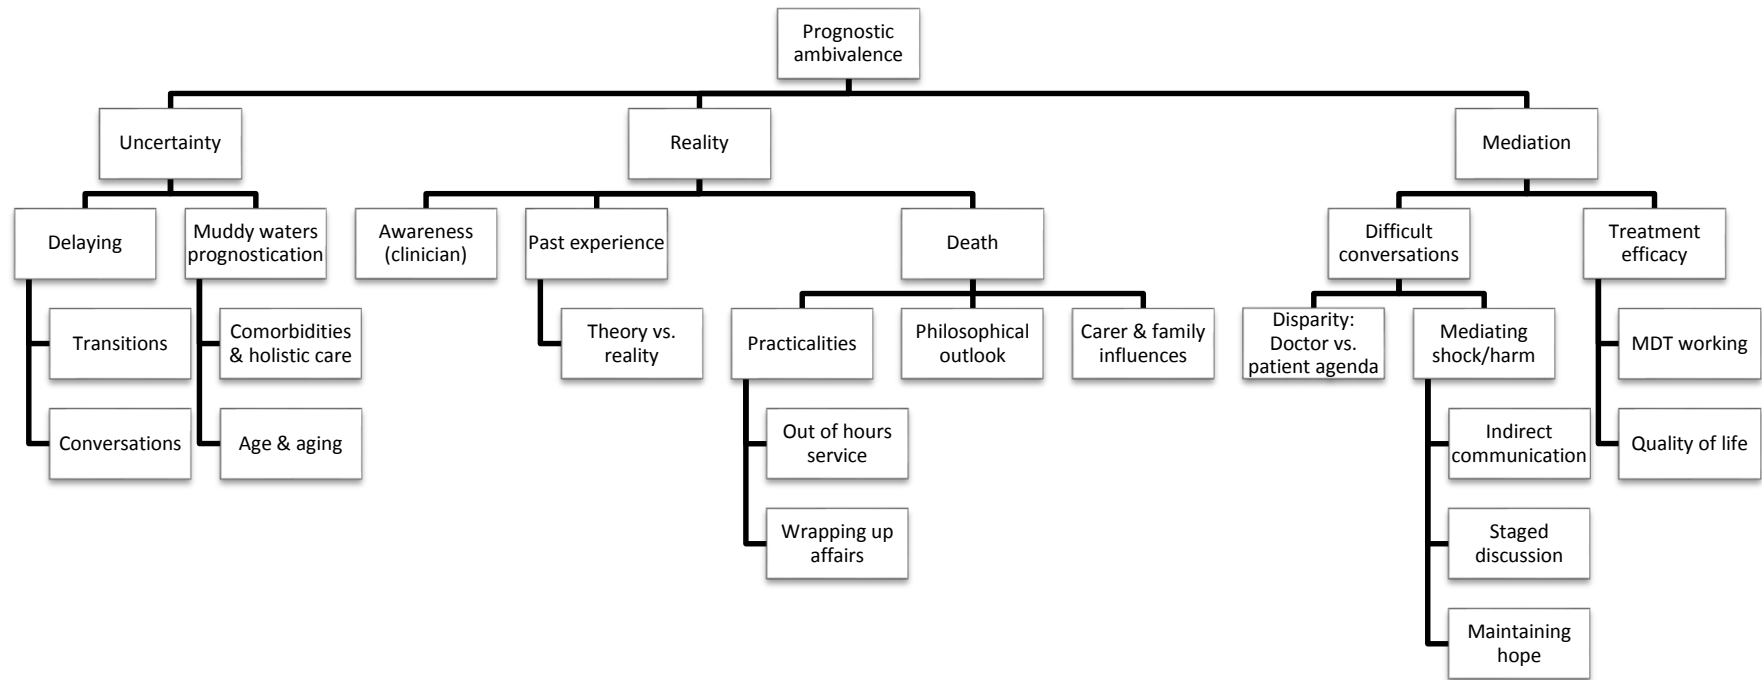 Prognostic
ambivalence
Uncertainty
Reality
Mediation
Delaying
Muddy waters
prognostication
Awareness
(clinician)
Past experience
Death
Difficult
conversations
Treatment
efficacy
Transitions
Comorbidities
& holistic care
Theory vs.
reality
Practicalities
Philosophical
outlook
Carer & family
influences
Disparity:
Doctor vs.
patient agenda
Mediating
shock/harm
MDT working
Conversations
Age & aging
Out of hours
service
Indirect
communication
Quality of life
Wrapping up
affairs
Staged
discussion
Maintaining
hope